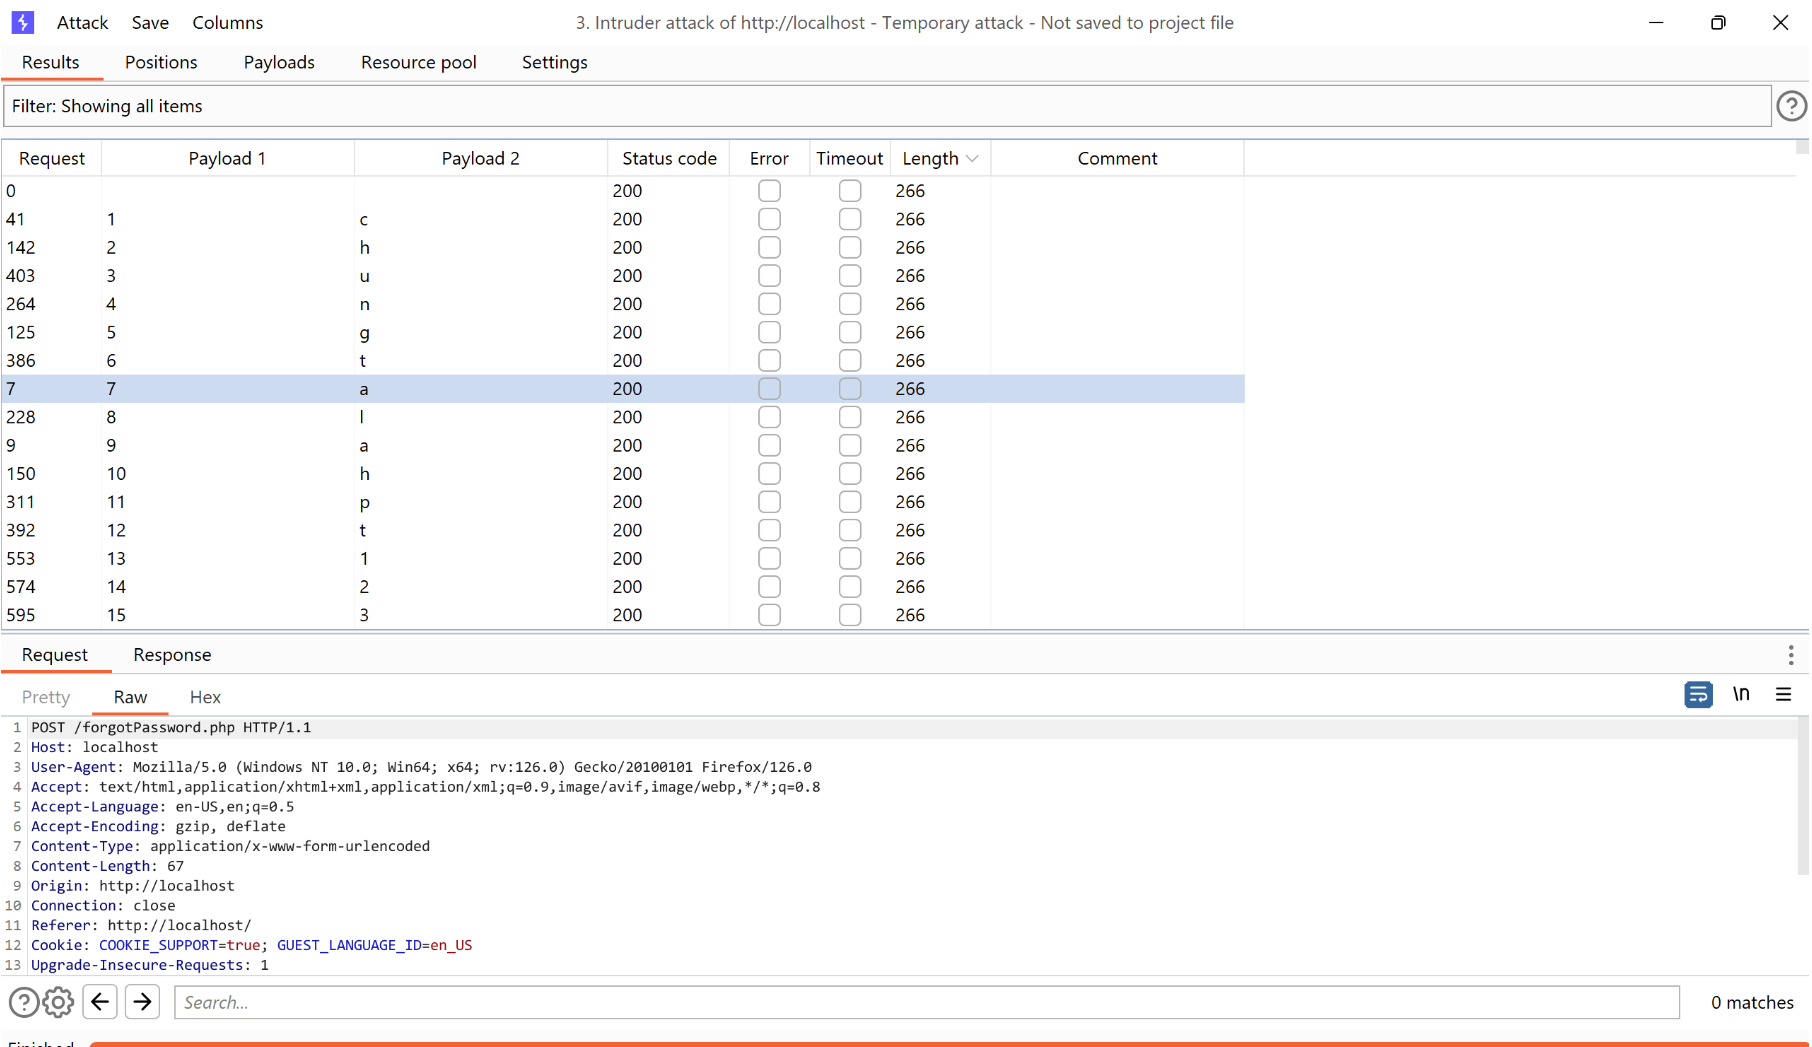 Attack Save Columns 3. Intruder attack of http://localhost - Temporary attack - Not saved to project file
Results Positions Payloads Resource pool Settings
Filter: Showing all items
Request Payload 1 Payload 2 Status code Error Timeout Length Comment
0 200 266
41 1 c 200 266
142 2 h 200 266
403 3 u 200 266
264 4 n 200 266
125 5 g 200 266
386 6 t 200 266
7 7 a 200 266
228 8 l 200 266
9 9 a 200 266
150 10 h 200 266
311 11 p 200 266
392 12 t 200 266
553 13 1 200 266
574 14 2 200 266
595 15 3 200 266
Request Response
Pretty Raw Hex \n
1 POST /forgotPassword.php HTTP/1.1
2 Host: localhost
3 User-Agent: Mozilla/5.0 (Windows NT 10.0; Win64; x64; rv:126.0) Gecko/20100101 Firefox/126.0
4 Accept: text/html,application/xhtml+xml,application/xml;q=0.9,image/avif,image/webp,*/*;q=0.8
5 Accept-Language: en-US,en;q=0.5
6 Accept-Encoding: gzip, deflate
7 Content-Type: application/x-www-form-urlencoded
8 Content-Length: 67
9 Origin: http://localhost
10 Connection: close
11 Referer: http://localhost/
12 Cookie: COOKIE_SUPPORT=true; GUEST_LANGUAGE_ID=en_US
13 Upgrade-Insecure-Requests: 1
Search... 0 matches
Finished